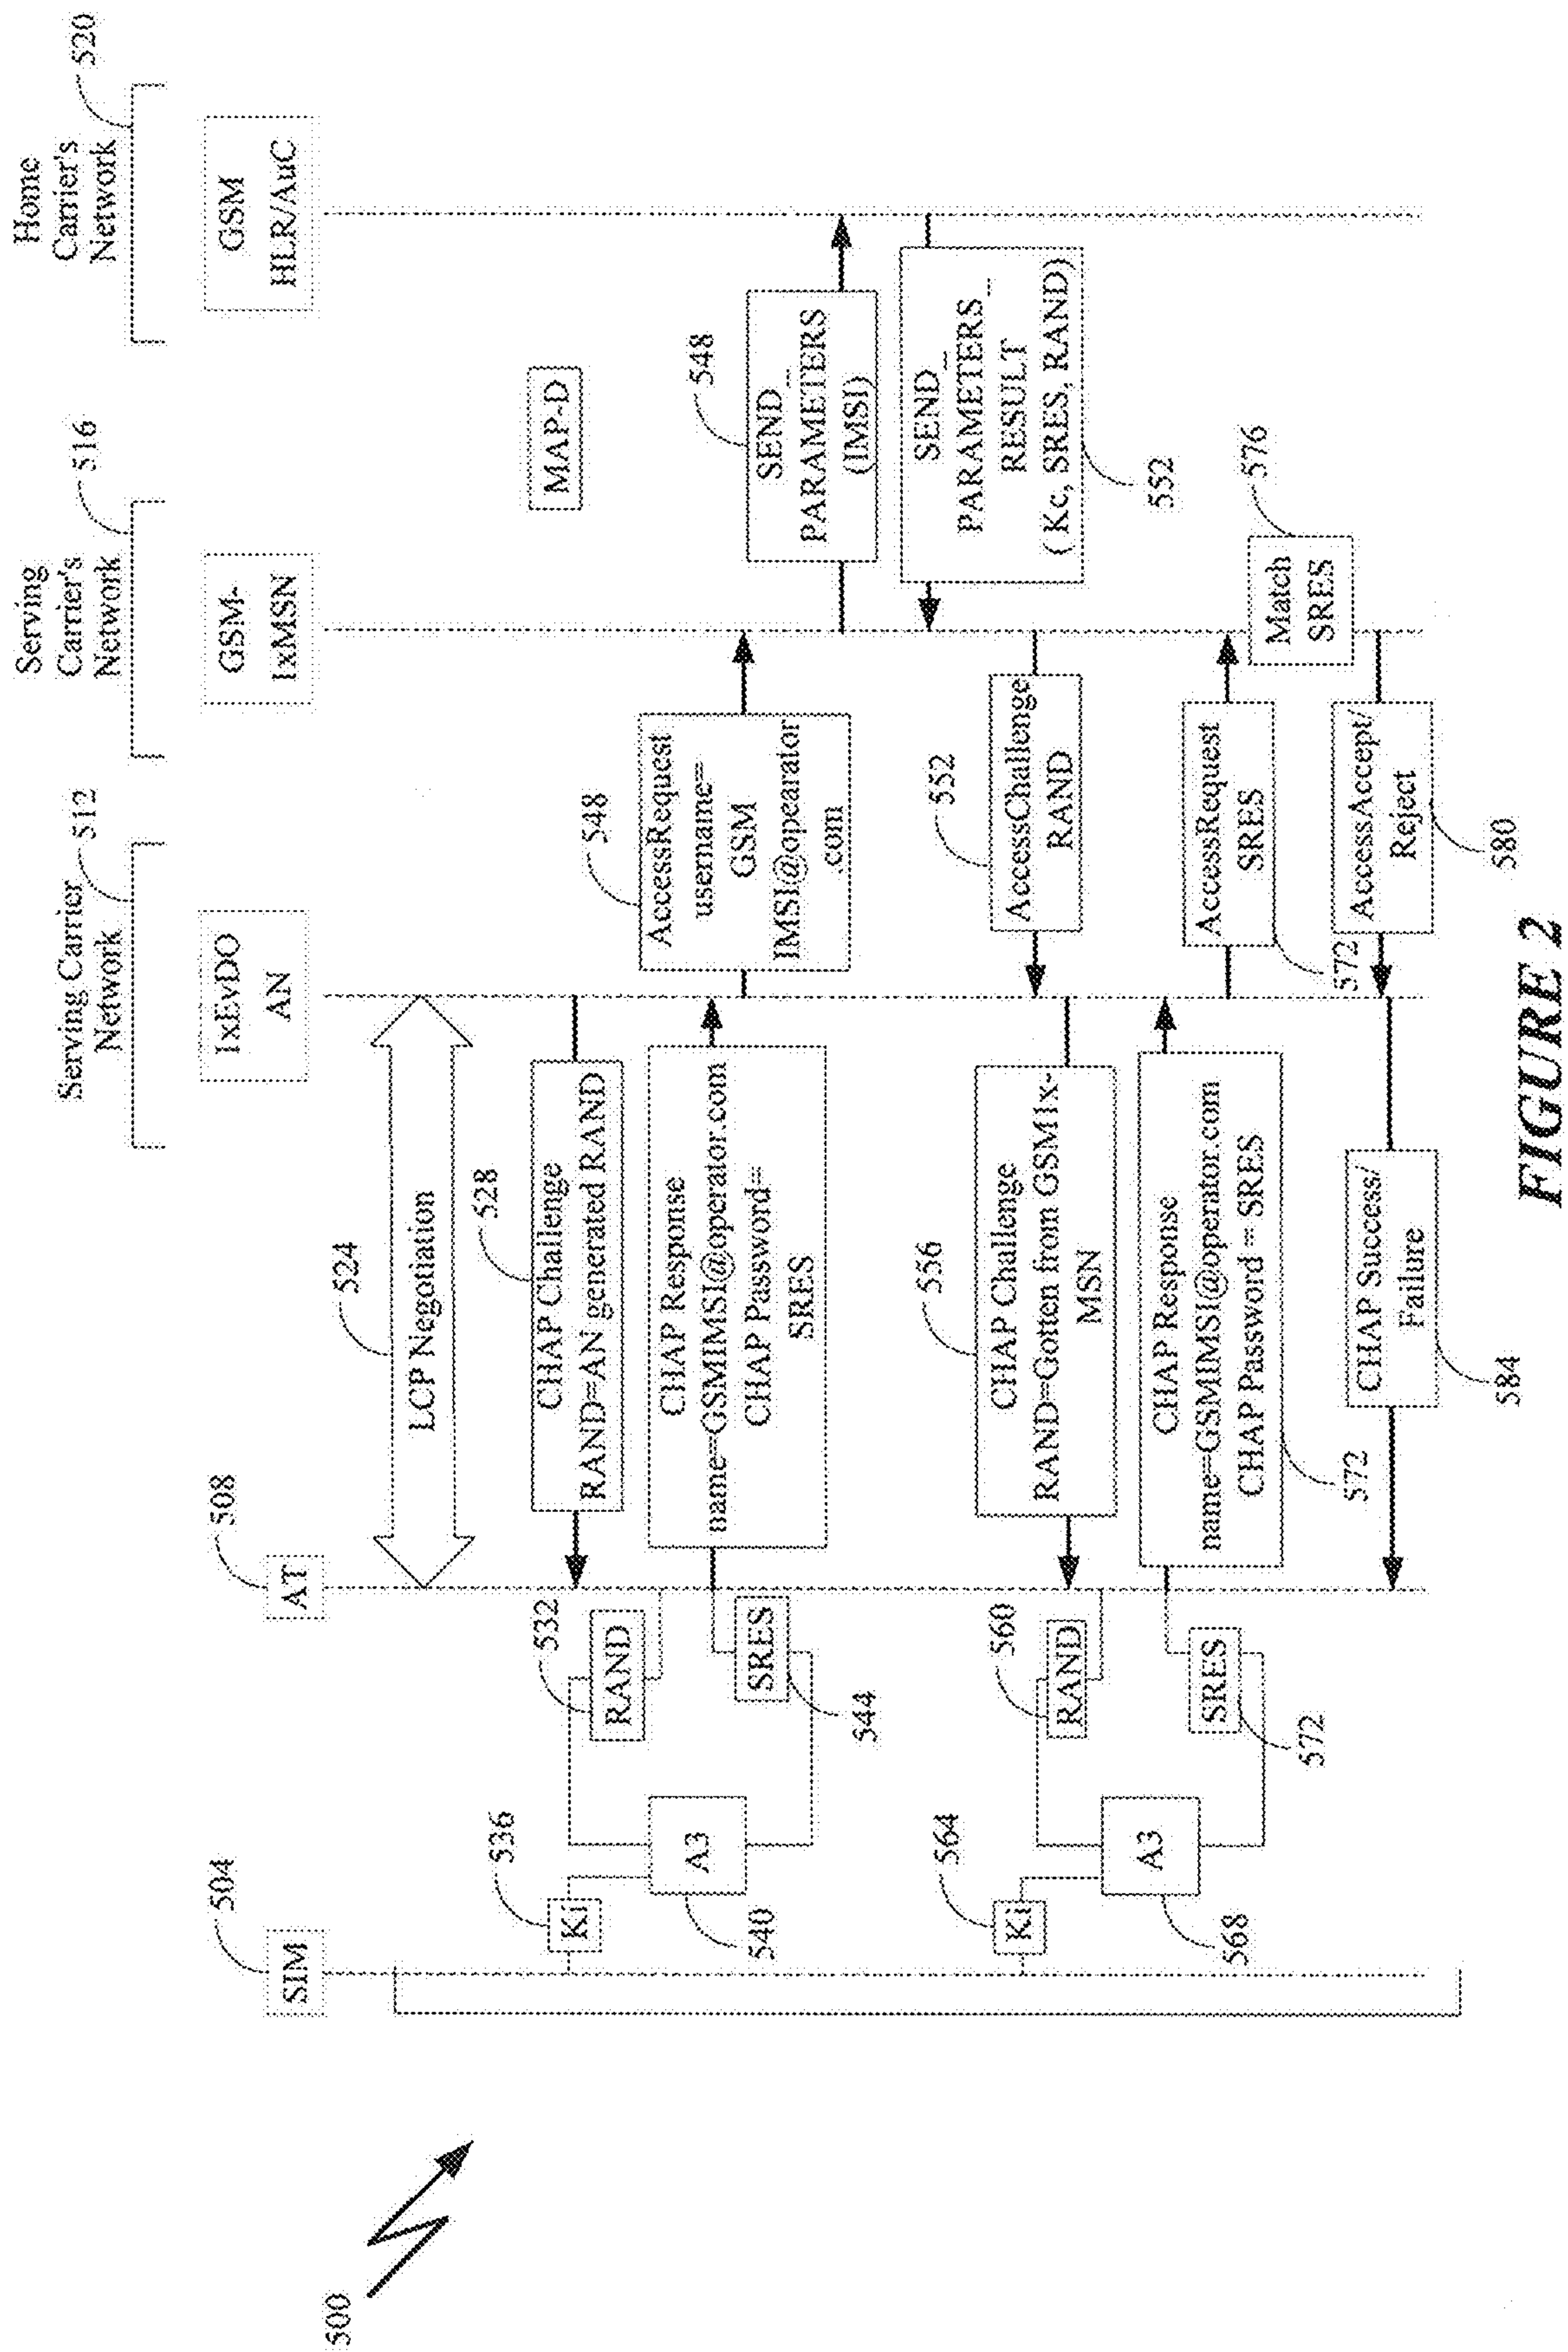 500
Serving Carrier
Network
512
Serving
Carrier's
Network
516
Home
Carrier's
Network
520
SIM
504
AT
508
1xEvDO
AN
GSM-
1xMSN
GSM
HLR/AuC
524
LCP Negotiation
MAP-D
528
CHAP Challenge
RAND=AN generated RAND
532
RAND
536
Ki
A3
540
SRES
544
CHAP Response
name=GSMIMSI@operator.com
CHAP Password=
SRES
548
AccessRequest
username=
GSM
IMSI@opearator
.com
548
SEND_
PARAMETERS
(IMSI)
SEND_
PARAMETERS_
RESULT
( Kc, SRES, RAND)
552
552
AccessChallenge
RAND
556
CHAP Challenge
RAND=Gotten from GSM1x-
MSN
560
RAND
564
Ki
A3
568
SRES
572
CHAP Response
name=GSMIMSI@operator.com
CHAP Password = SRES
572
AccessRequest
SRES
572
Match
SRES
576
AccessAccept/
Reject
580
CHAP Success/
Failure
584
FIGURE 2